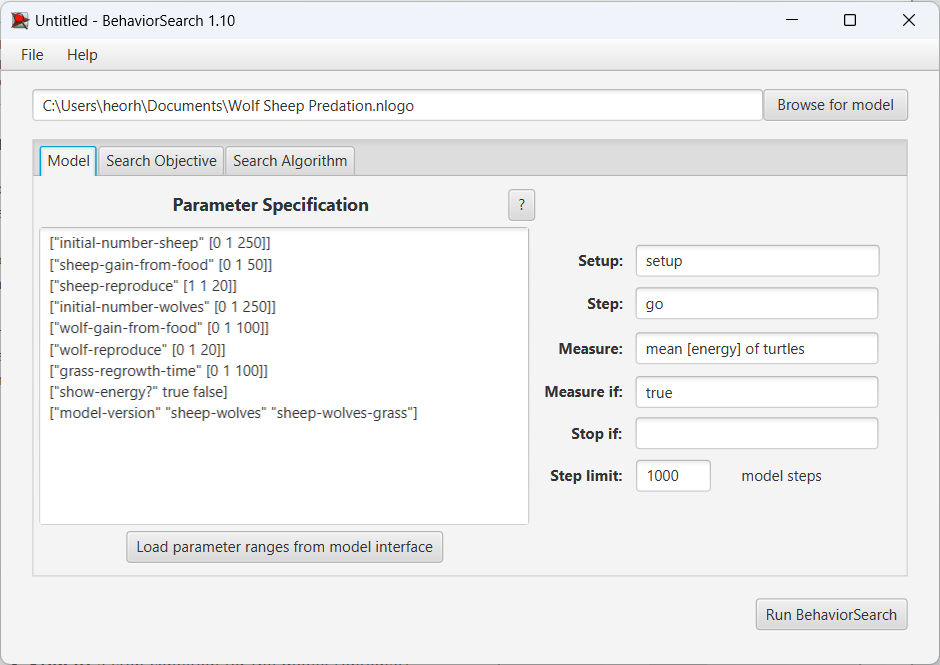 Untitled - BehaviorSearch 1.10
File Help
C:\Users\heorh\Documents\Wolf Sheep Predation.nlogo
Browse for model
Model Search Objective Search Algorithm
Parameter Specification
?
["initial-number-sheep" [0 1 250]]
["sheep-gain-from-food" [0 1 50]]
["sheep-reproduce" [1 1 20]]
["initial-number-wolves" [0 1 250]]
["wolf-gain-from-food" [0 1 100]]
["wolf-reproduce" [0 1 20]]
["grass-regrowth-time" [0 1 100]]
["show-energy?" true false]
["model-version" "sheep-wolves" "sheep-wolves-grass"]
Load parameter ranges from model interface
Setup: setup
Step: go
Measure: mean [energy] of turtles
Measure if: true
Stop if:
Step limit: 1000 model steps
Run BehaviorSearch